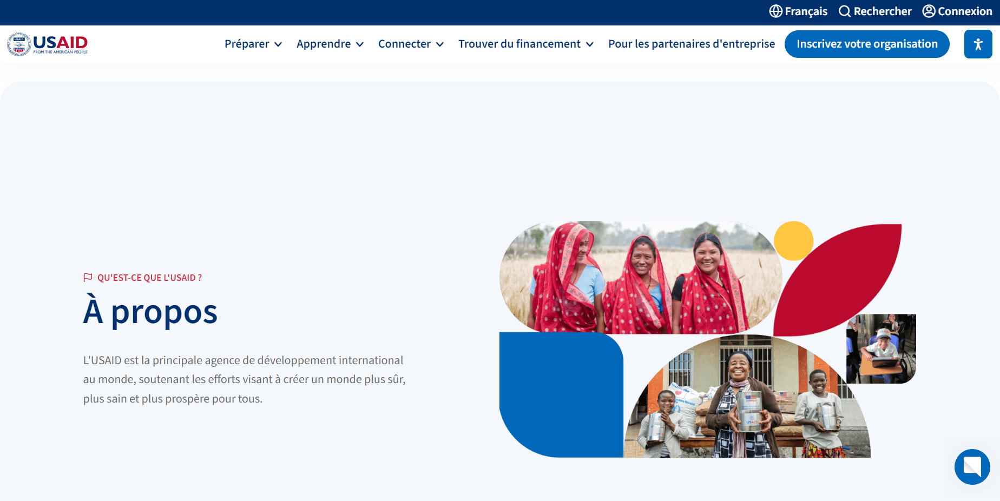 Français Rechercher Connexion
USAID
FROM THE AMERICAN PEOPLE
Préparer Apprendre Connecter Trouver du financement Pour les partenaires d'entreprise Inscrivez votre organisation
QU'EST-CE QUE L'USAID ?
À propos
L'USAID est la principale agence de développement international
au monde, soutenant les efforts visant à créer un monde plus sûr,
plus sain et plus prospère pour tous.
USAID